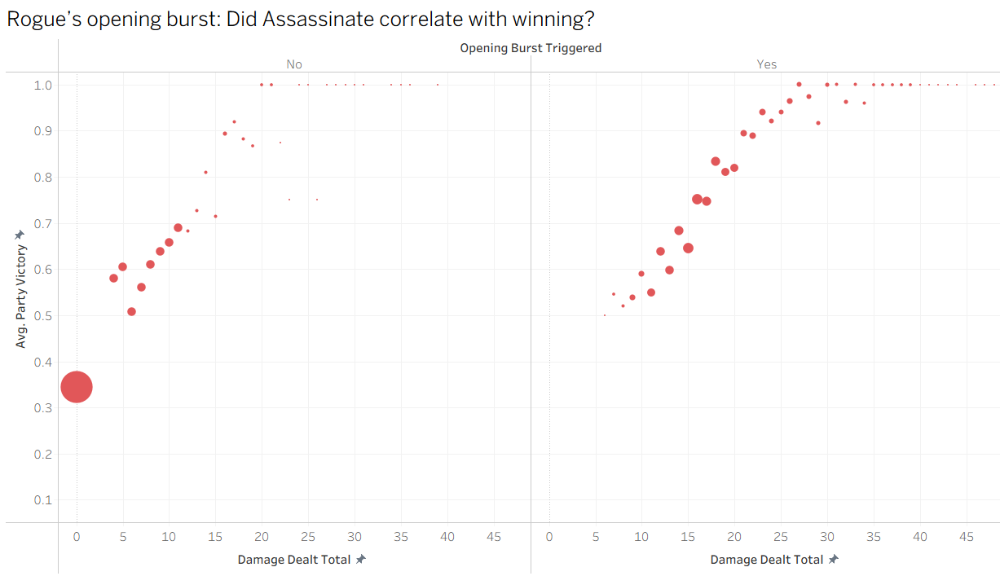 Rogue's opening burst: Did Assassinate correlate with winning?
Opening Burst Triggered
No
Yes
Avg. Party Victory
1.0
0.9
0.8
0.7
0.6
0.5
0.4
0.3
0.2
0.1
0 5 10 15 20 25 30 35 40 45
0 5 10 15 20 25 30 35 40 45
Damage Dealt Total
Damage Dealt Total